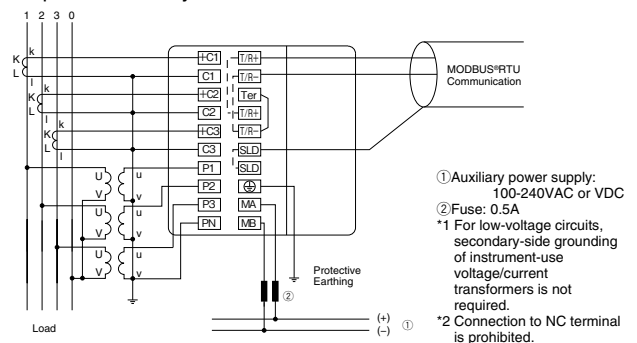 1 2 3 0
K k
L l
K k
L l
K k
L l
U u
V v
U u
V v
U u
V v
+C1 T/R+
C1 T/R−
+C2 Ter
C2 T/R+
+C3 T/R−
C3 SLD
P1 SLD
P2
P3 MA
PN MB
MODBUS®RTU
Communication
Protective
Earthing
②
(+)
(−) ①
Load
①Auxiliary power supply:
100-240VAC or VDC
②Fuse: 0.5A
*1 For low-voltage circuits,
secondary-side grounding
of instrument-use
voltage/current
transformers is not
required.
*2 Connection to NC terminal
is prohibited.